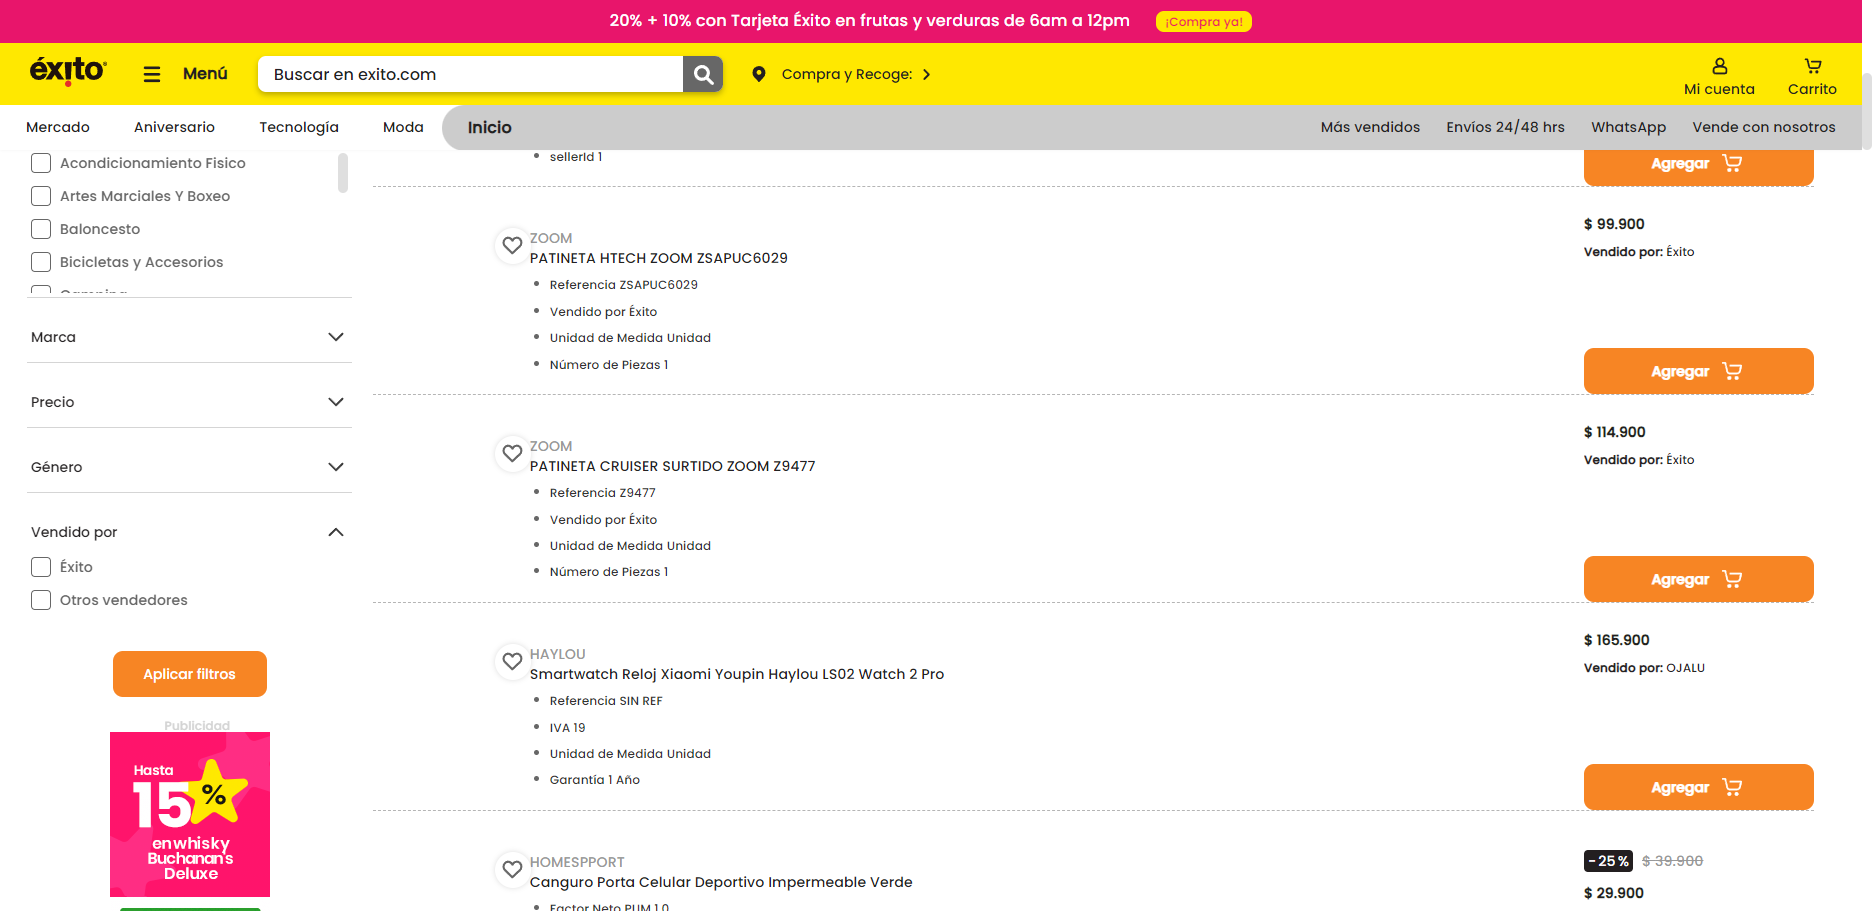 20% + 10% con Tarjeta Éxito en frutas y verduras de 6am a 12pm
¡Compra ya!
éxito
Menú
Buscar en exito.com
Compra y Recoge:
Mi cuenta
Carrito
Mercado
Aniversario
Tecnología
Moda
Inicio
Más vendidos
Envíos 24/48 hrs
WhatsApp
Vende con nosotros
Acondicionamiento Fisico
Artes Marciales Y Boxeo
Baloncesto
Bicicletas y Accesorios
Marca
Precio
Género
Vendido por
Éxito
Otros vendedores
Aplicar filtros
Publicidad
Hasta
15%
en whisky
Buchanan's
Deluxe
sellerId 1
Agregar
ZOOM
PATINETA HTECH ZOOM ZSAPUC6029
Referencia ZSAPUC6029
Vendido por Éxito
Unidad de Medida Unidad
Número de Piezas 1
$ 99.900
Vendido por: Éxito
Agregar
ZOOM
PATINETA CRUISER SURTIDO ZOOM Z9477
Referencia Z9477
Vendido por Éxito
Unidad de Medida Unidad
Número de Piezas 1
$ 114.900
Vendido por: Éxito
Agregar
HAYLOU
Smartwatch Reloj Xiaomi Youpin Haylou LS02 Watch 2 Pro
Referencia SIN REF
IVA 19
Unidad de Medida Unidad
Garantía 1 Año
$ 165.900
Vendido por: OJALU
Agregar
HOMESPPORT
Canguro Porta Celular Deportivo Impermeable Verde
Factor Neto PUM 1.0
-25% $ 39.900
$ 29.900